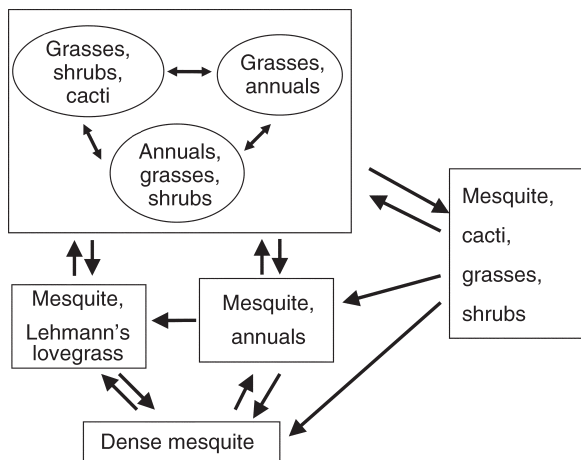 Grasses,
shrubs,
cacti
Grasses,
annuals
Annuals,
grasses,
shrubs
Mesquite,
cacti,
grasses,
shrubs
Mesquite,
Lehmann's
lovegrass
Mesquite,
annuals
Dense mesquite